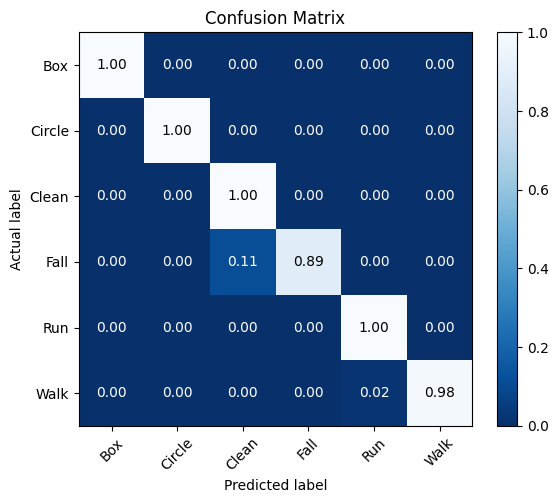 Confusion Matrix
Box 1.00 0.00 0.00 0.00 0.00 0.00
Circle 0.00 1.00 0.00 0.00 0.00 0.00
Clean 0.00 0.00 1.00 0.00 0.00 0.00
Fall 0.00 0.00 0.11 0.89 0.00 0.00
Run 0.00 0.00 0.00 0.00 1.00 0.00
Walk 0.00 0.00 0.00 0.00 0.02 0.98
Box Circle Clean Fall Run Walk
Predicted label
Actual label
1.0
0.8
0.6
0.4
0.2
0.0